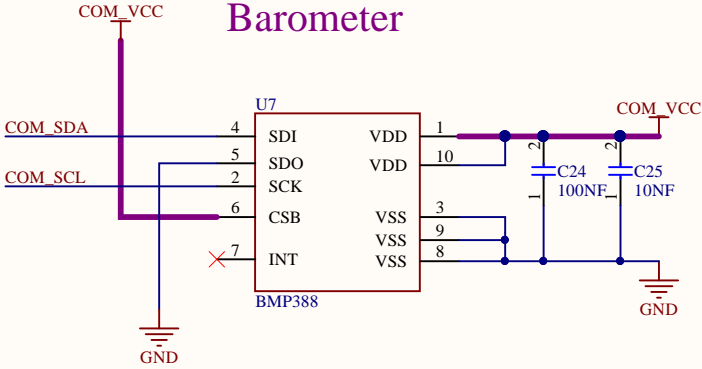 COM_VCC
Barometer
U7
COM_VCC
COM_SDA
4
SDI
VDD
1
5
SDO
VDD
10
2
C24
2
C25
COM_SCL
2
SCK
100NF
10NF
1
1
6
CSB
VSS
3
VSS
9
7
INT
VSS
8
BMP388
GND
GND